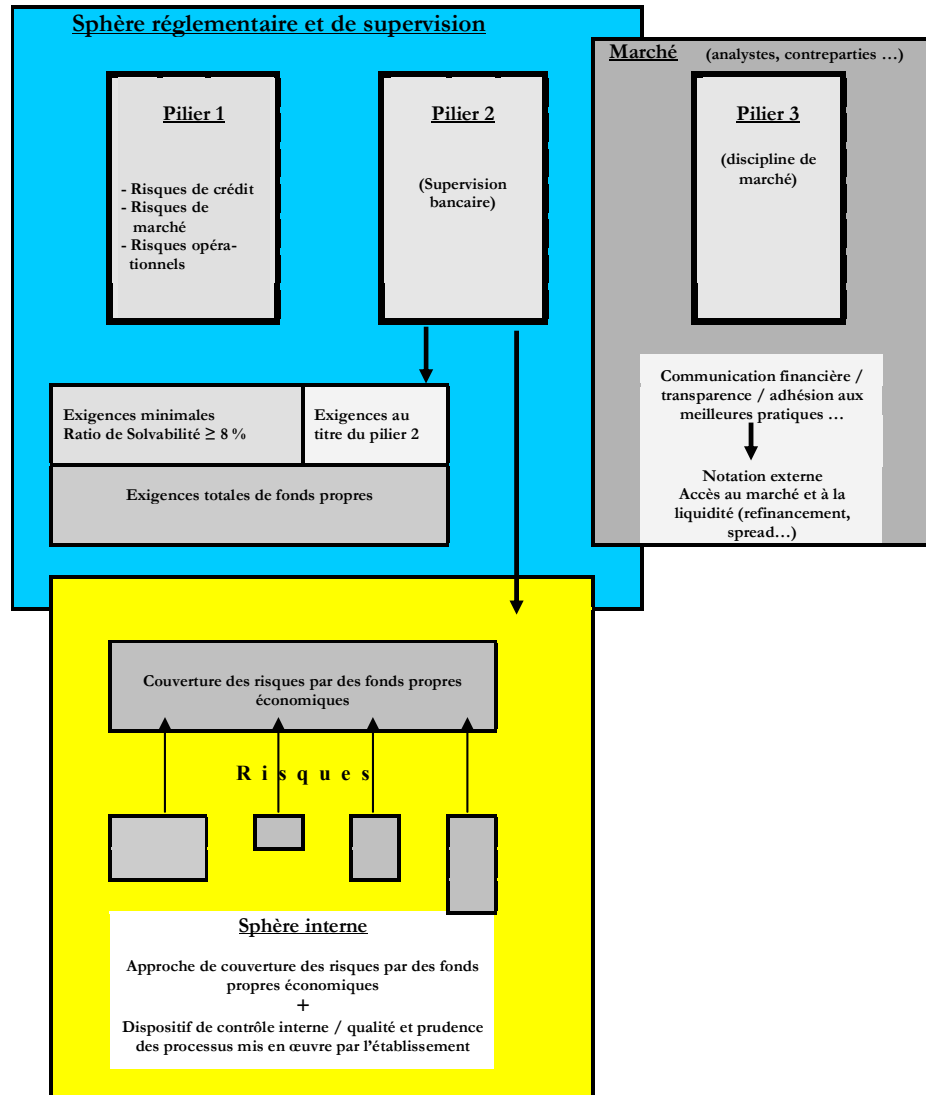 Sphère réglementaire et de supervision
Marché (analystes, contreparties …)
Pilier 1
- Risques de crédit
- Risques de
marché
- Risques opéra-
tionnels
Pilier 2
(Supervision
bancaire)
Pilier 3
(discipline de
marché)
Exigences minimales
Ratio de Solvabilité ≥ 8 %
Exigences au
titre du pilier 2
Exigences totales de fonds propres
Communication financière /
transparence / adhésion aux
meilleures pratiques …
Notation externe
Accès au marché et à la
liquidité (refinancement,
spread…)
Couverture des risques par des fonds propres
économiques
R i s q u e s
Sphère interne
Approche de couverture des risques par des fonds
propres économiques
+
Dispositif de contrôle interne / qualité et prudence
des processus mis en œuvre par l'établissement